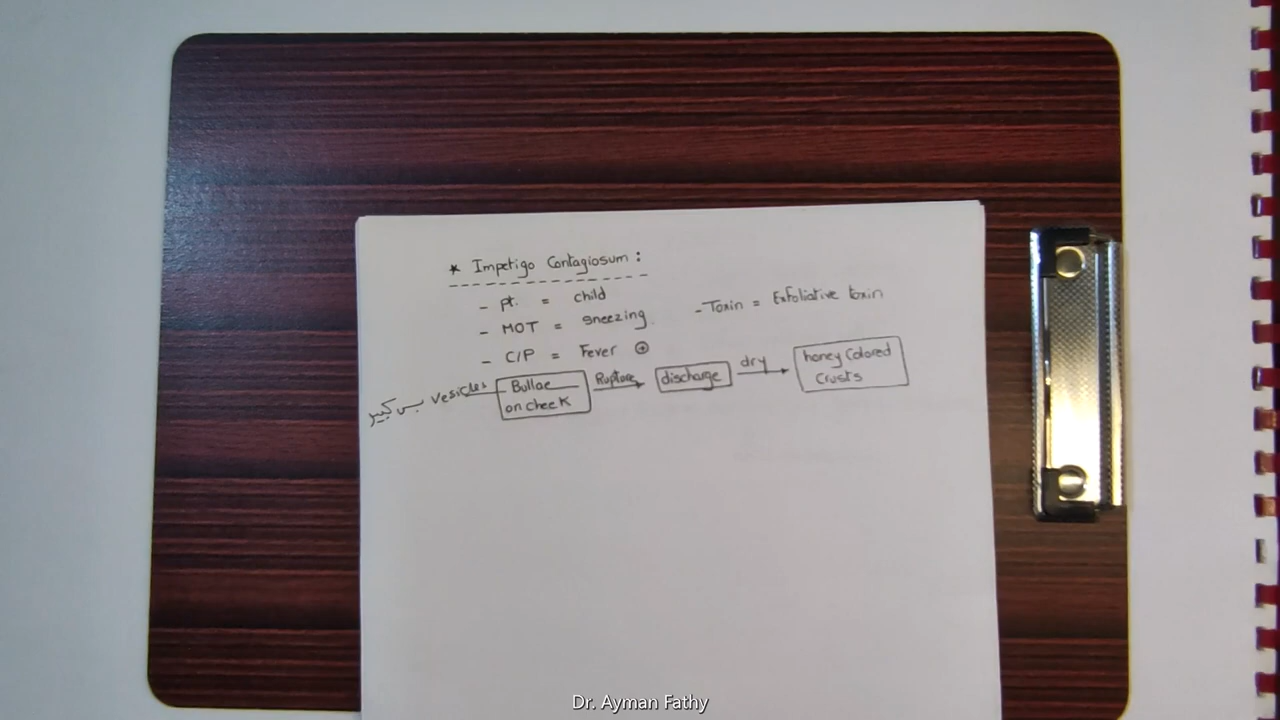 * Impetigo Contagiosum :
- pt. = child
- MOT = sneezing
- Toxin = Exfoliative toxin
- C/P = Fever ⊕
vesicles بس كبير
Bullae on cheek
Rupture
discharge
dry
honey Colored
Crusts
Dr. Ayman Fathy